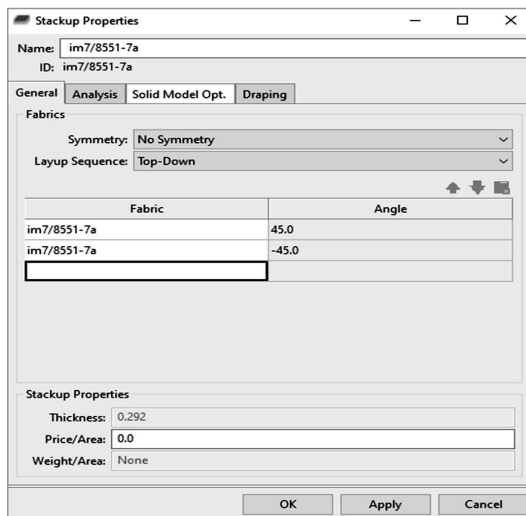 Stackup Properties
Name: im7/8551-7a
ID: im7/8551-7a
General Analysis Solid Model Opt. Draping
Fabrics
Symmetry: No Symmetry
Layup Sequence: Top-Down
Fabric Angle
im7/8551-7a 45.0
im7/8551-7a -45.0
Stackup Properties
Thickness: 0.292
Price/Area: 0.0
Weight/Area: None
OK Apply Cancel